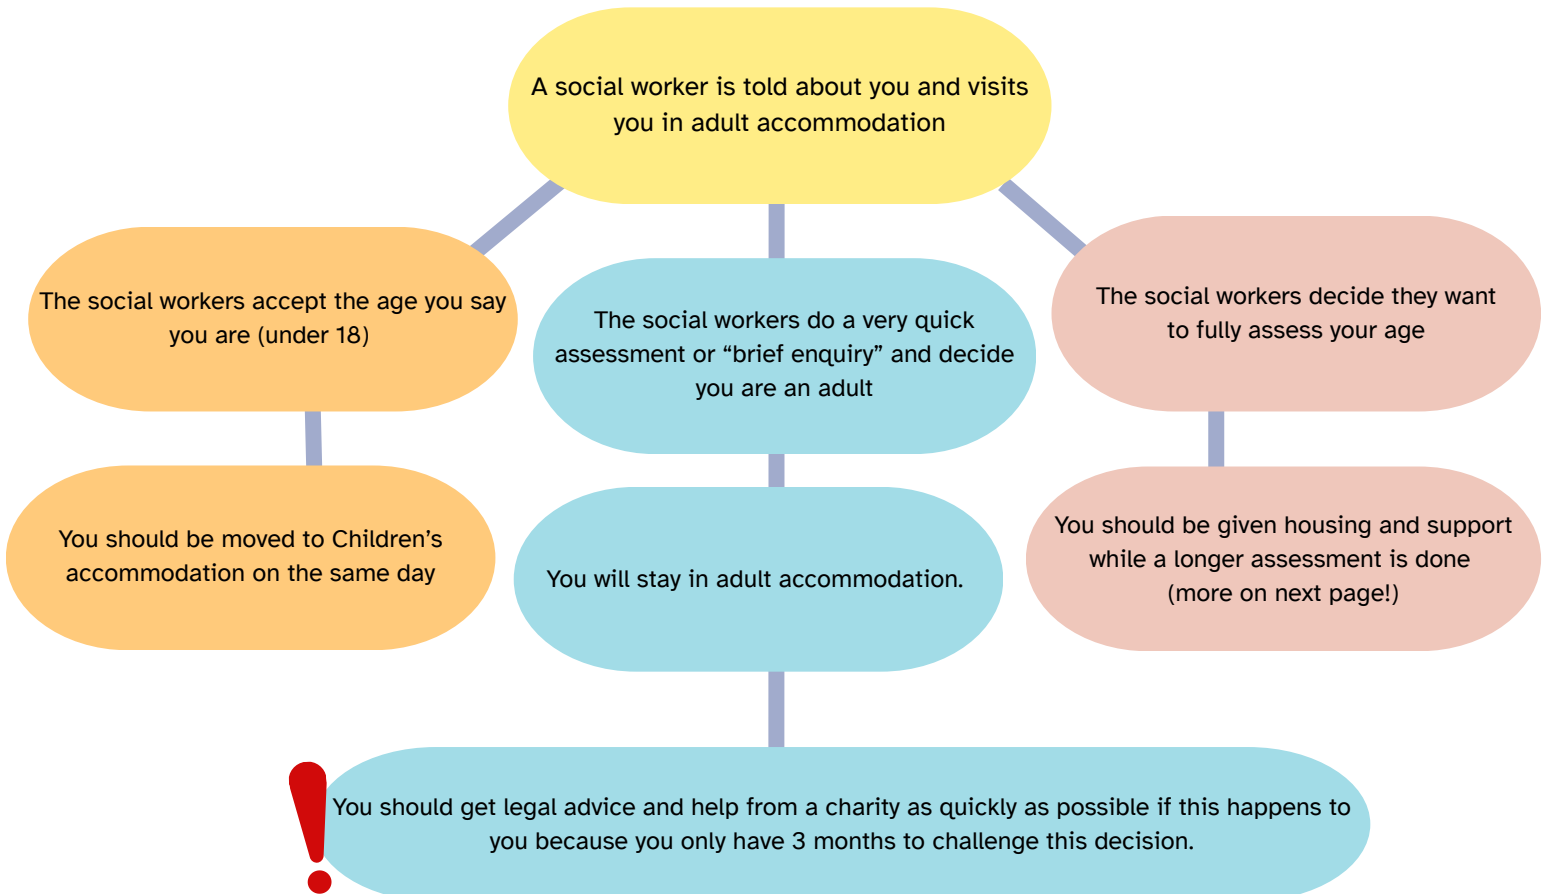 A social worker is told about you and visits
you in adult accommodation
The social workers accept the age you say
you are (under 18)
The social workers do a very quick
assessment or “brief enquiry” and decide
you are an adult
The social workers decide they want
to fully assess your age
You should be moved to Children’s
accommodation on the same day
You will stay in adult accommodation.
You should be given housing and support
while a longer assessment is done
(more on next page!)
You should get legal advice and help from a charity as quickly as possible if this happens to
you because you only have 3 months to challenge this decision.